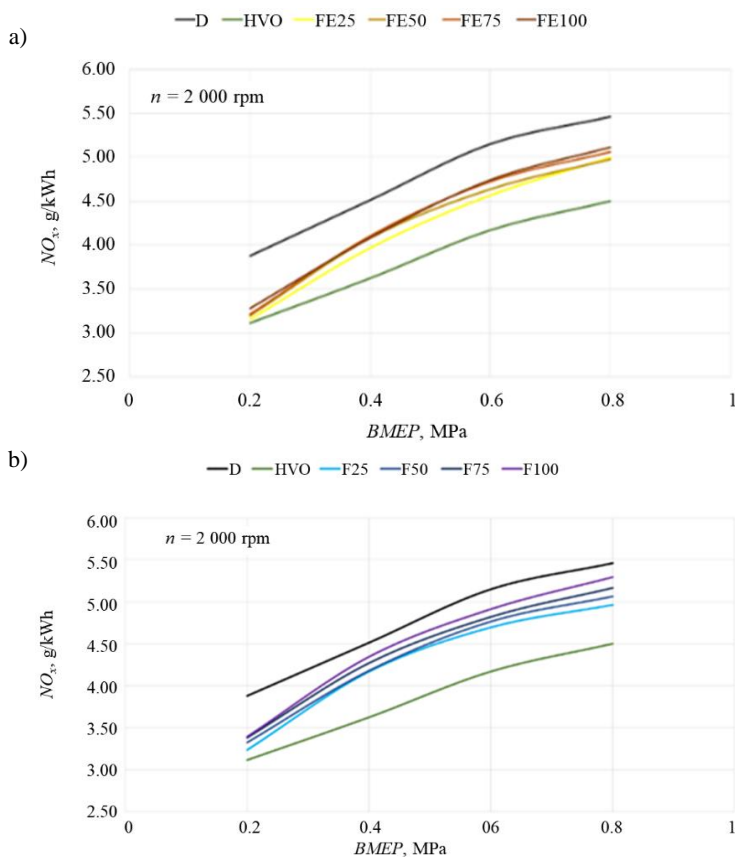 D HVO FE25 FE50 FE75 FE100
a)
6.00
n = 2 000 rpm
5.50
5.00
4.50
4.00
3.50
3.00
2.50
NOx, g/kWh
0 0.2 0.4 0.6 0.8 1
BMEP, MPa
b)
D HVO F25 F50 F75 F100
6.00
n = 2 000 rpm
5.50
5.00
4.50
4.00
3.50
3.00
2.50
NOx, g/kWh
0 0.2 0.4 06 0.8 1
BMEP, MPa